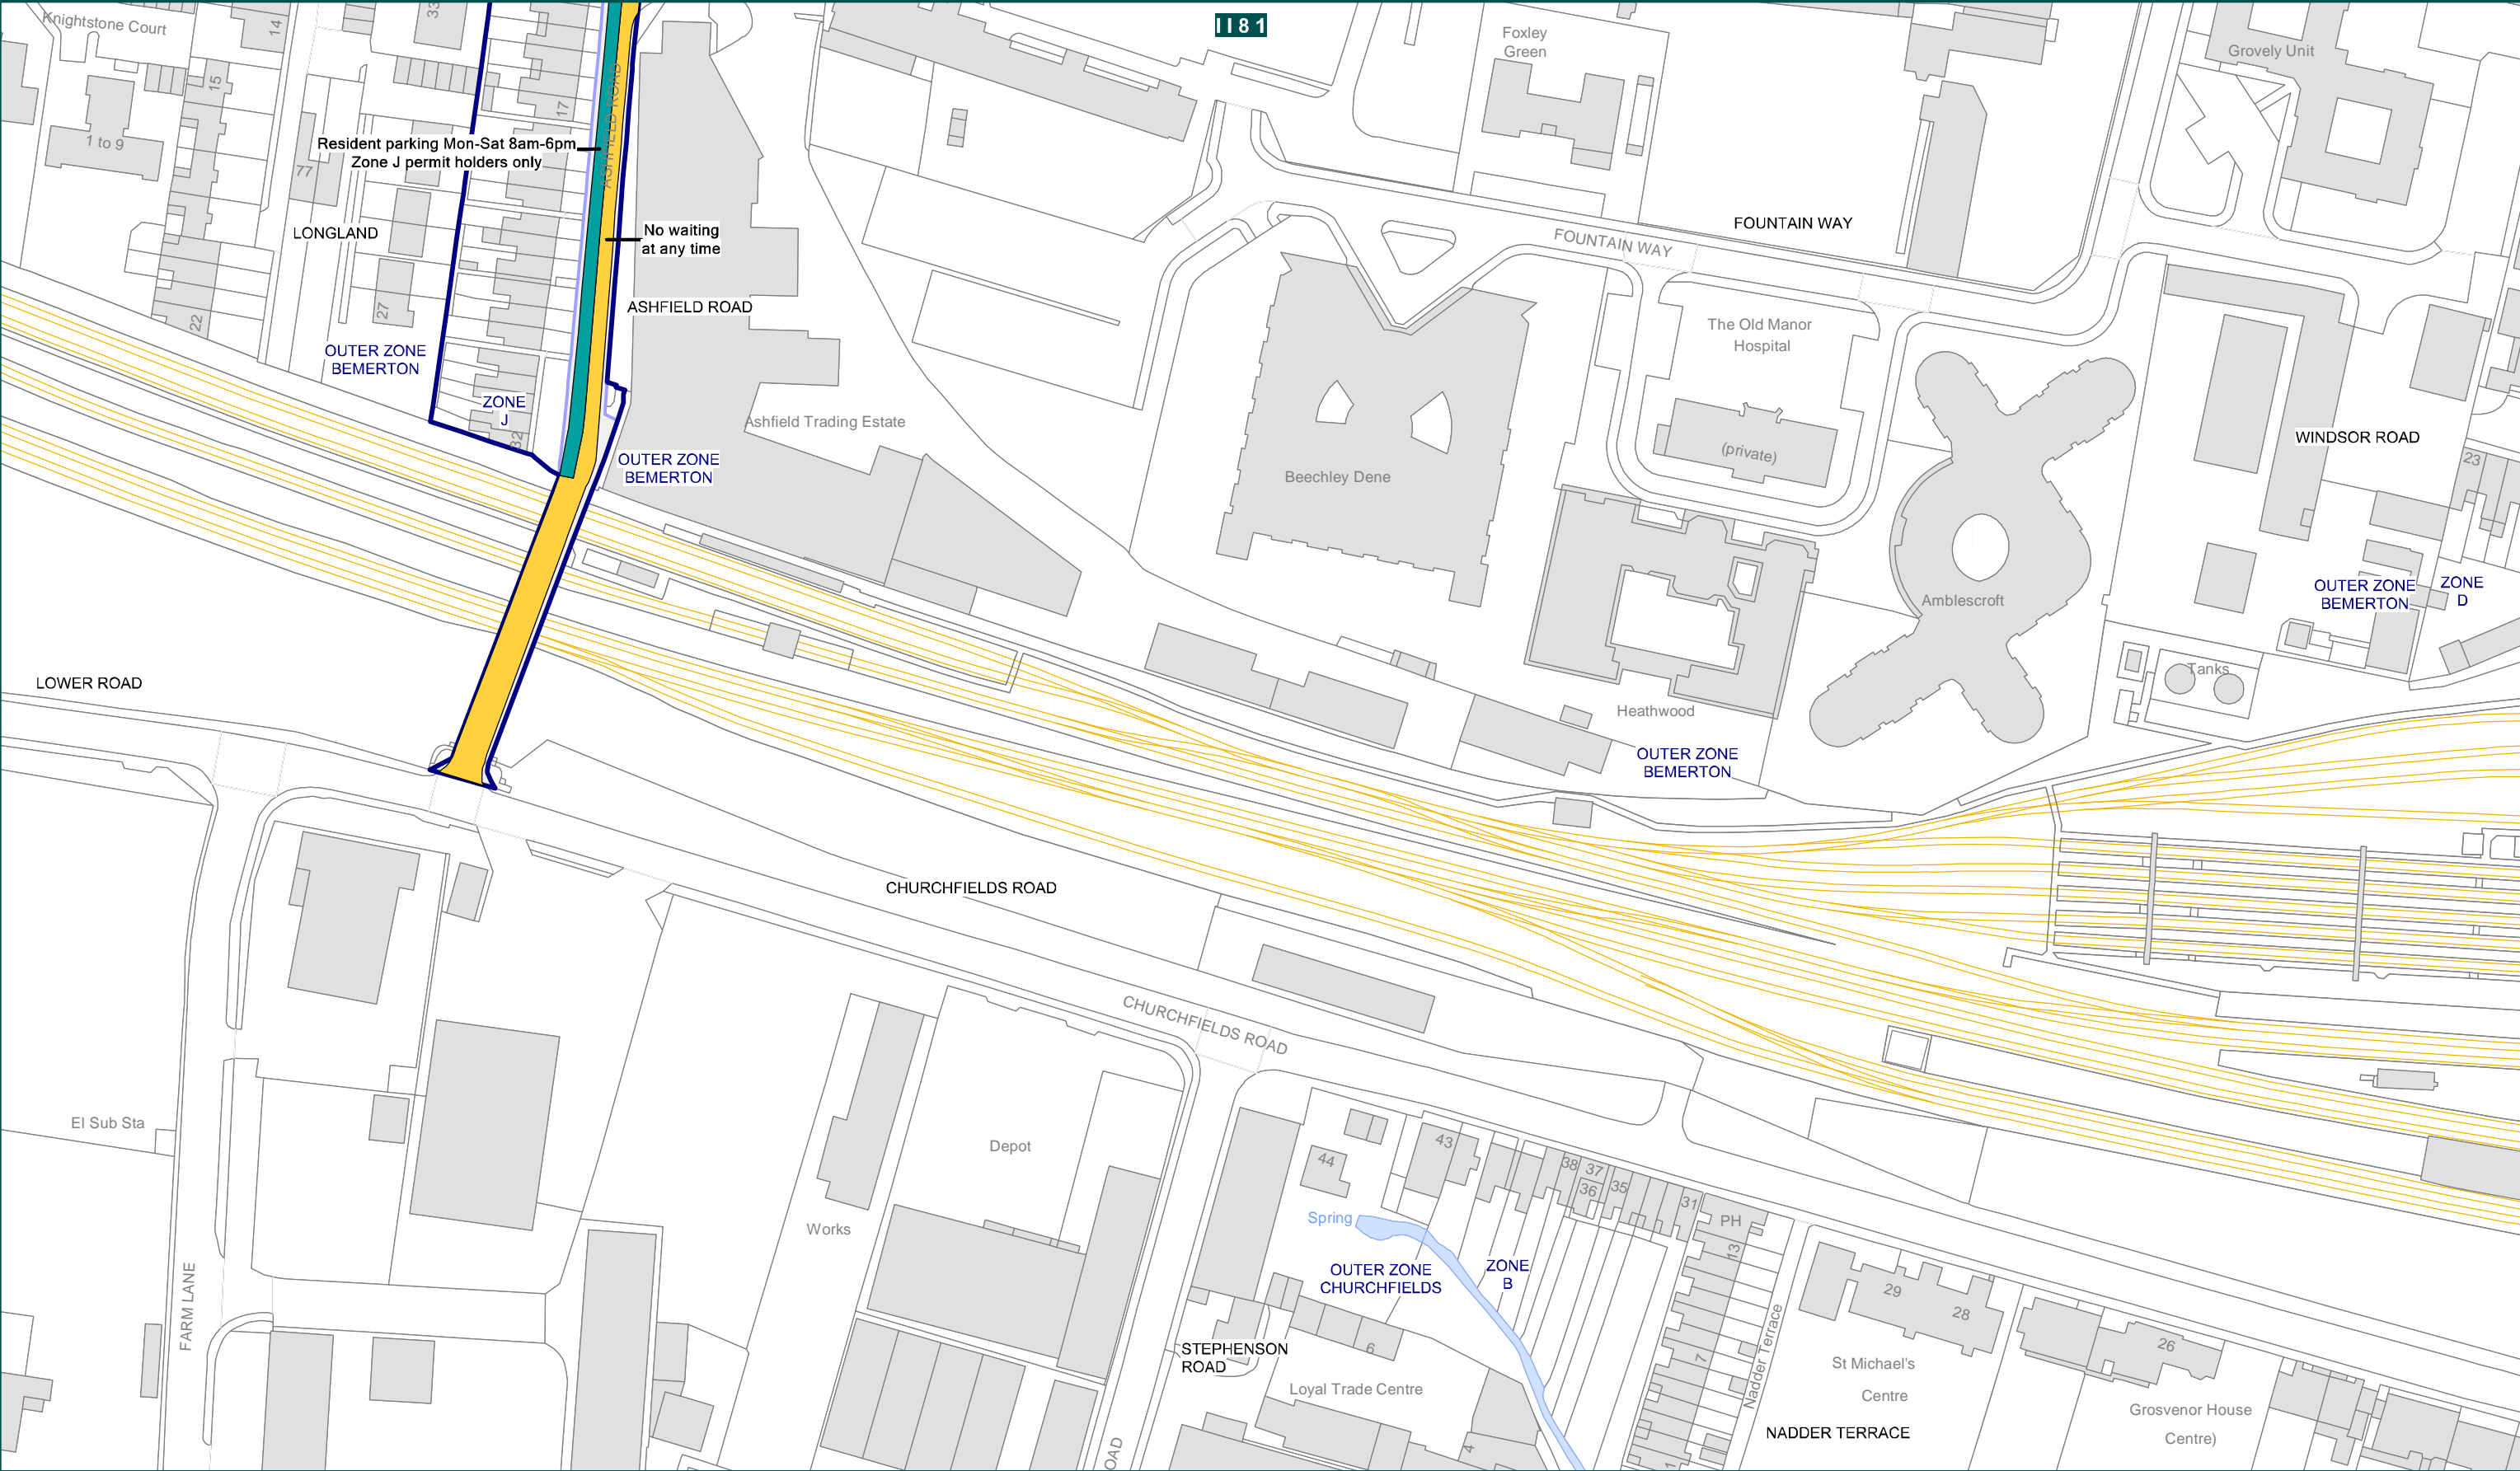 II81
Knightstone Court
14
33
Foxley
Green
Grovely Unit
15
17
ASHFIELD ROAD
1 to 9
77
Resident parking Mon-Sat 8am-6pm
Zone J permit holders only
LONGLAND
No waiting
at any time
FOUNTAIN WAY
FOUNTAIN WAY
27
22
ASHFIELD ROAD
The Old Manor
Hospital
OUTER ZONE
BEMERTON
ZONE
J
32
Ashfield Trading Estate
WINDSOR ROAD
(private)
23
OUTER ZONE
BEMERTON
Beechley Dene
OUTER ZONE
BEMERTON
ZONE
D
Amblescroft
LOWER ROAD
Tanks
Heathwood
OUTER ZONE
BEMERTON
CHURCHFIELDS ROAD
CHURCHFIELDS ROAD
El Sub Sta
Depot
44
43
38
37
36
35
31
PH
13
Works
Spring
OUTER ZONE
CHURCHFIELDS
ZONE
B
FARM LANE
29
28
26
STEPHENSON
ROAD
6
7
Nadder Terrace
St Michael's
Centre
Loyal Trade Centre
Grosvenor House
Centre)
NADDER TERRACE
4
1
OAD